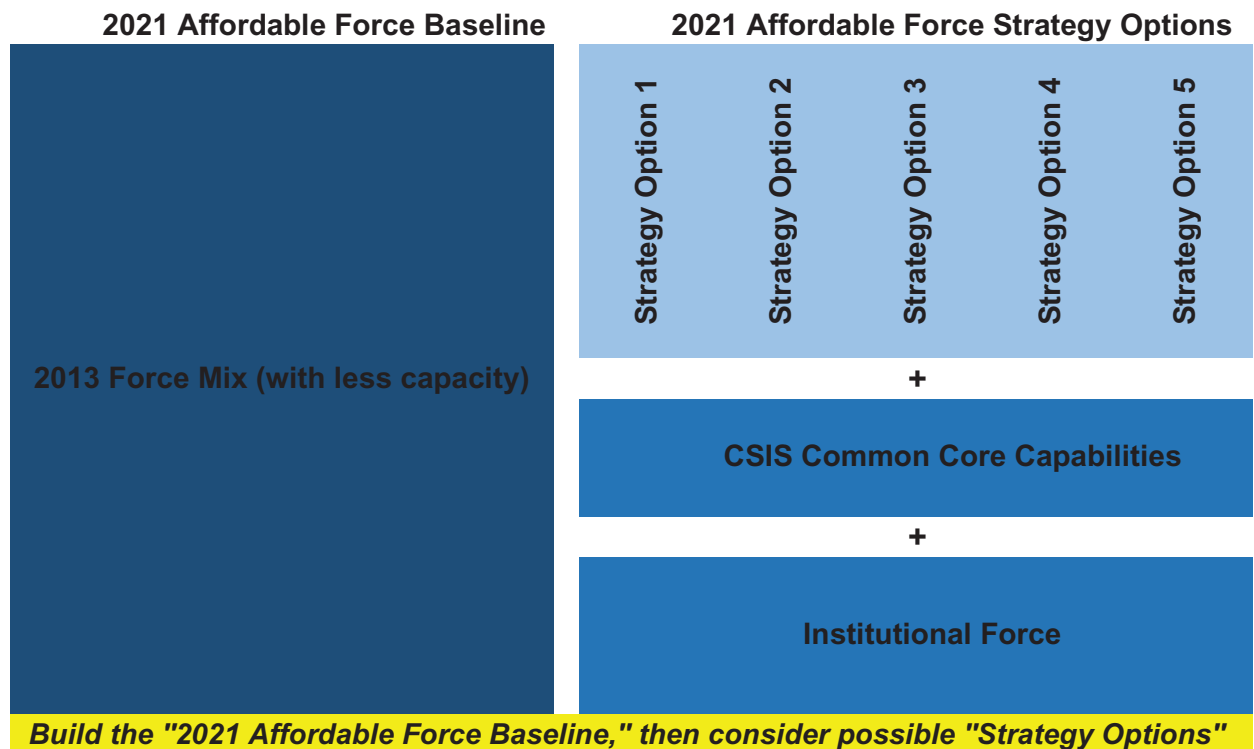 2021 Affordable Force Baseline
2013 Force Mix (with less capacity)
2021 Affordable Force Strategy Options
Strategy Option 1
Strategy Option 2
Strategy Option 3
Strategy Option 4
Strategy Option 5
+
CSIS Common Core Capabilities
+
Institutional Force
Build the "2021 Affordable Force Baseline," then consider possible "Strategy Options"